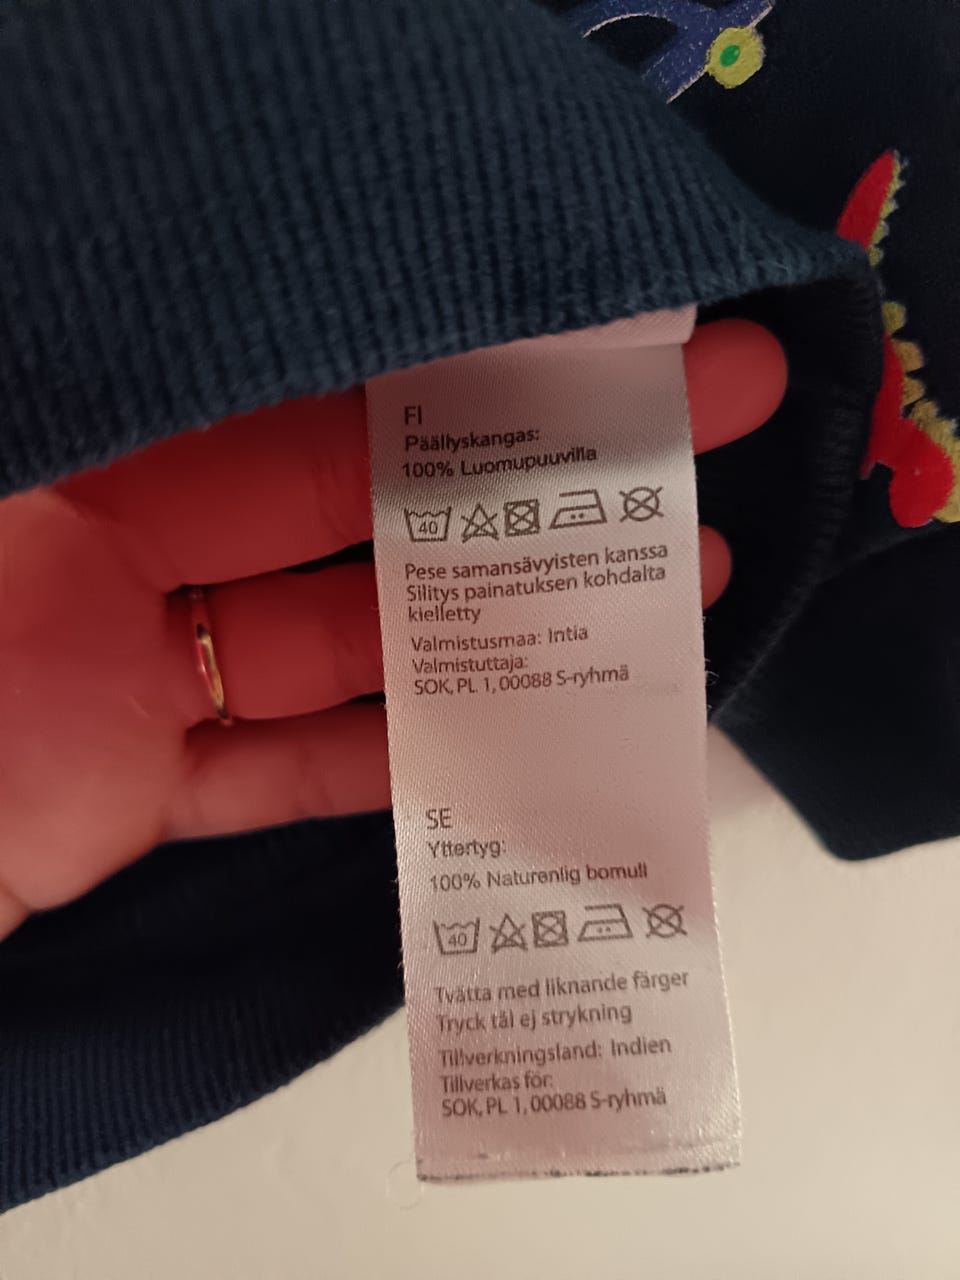 FI
Päällyskangas:
100% Luomupuuvilla
40
Pese samansävyisten kanssa
Silitys painatuksen kohdalta
kielletty
Valmistusmaa: Intia
Valmistuttaja:
SOK, PL 1, 00088 S-ryhmä
SE
Yttertyg:
100% Naturenlig bomull
40
Tvätta med liknande färger
Tryck tål ej strykning
Tillverkningsland: Indien
Tillverkas för:
SOK, PL 1, 00088 S-ryhmä